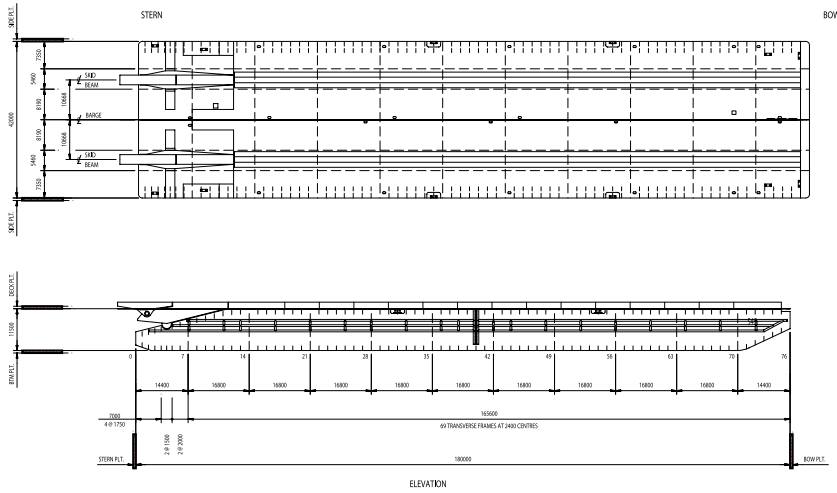 STERN
BOW
SIDE PLT.
42000
7350
5460
8190
8190
5460
7350
10668
10668
SKID
BEAM
BARGE
SKID
BEAM
SIDE PLT.
DECK PLT.
11500
BTM PLT.
0 7 14 21 28 35 42 49 56 63 70 76
14400 16800 16800 16800 16800 16800 16800 16800 16800 16800 14400
7000
4 @ 1750
2 @ 1500
2 @ 2000
165600
69 TRANSVERSE FRAMES AT 2400 CENTRES
STERN PLT.
180000
BOW PLT.
ELEVATION